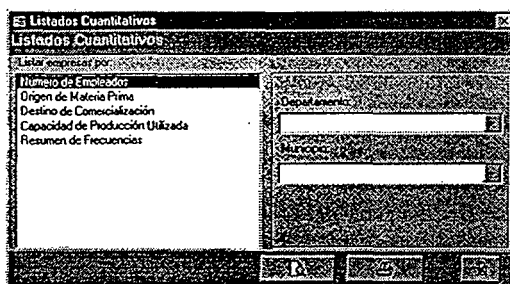 Listados Cuantitativos
Listados Cuantitativos
Listar empresas por:
Numero de Empleados
Origen de Materia Prima
Destino de Comercialización
Capacidad de Producción Utilizada
Resumen de Frecuencias
Departamento:
Municipio: